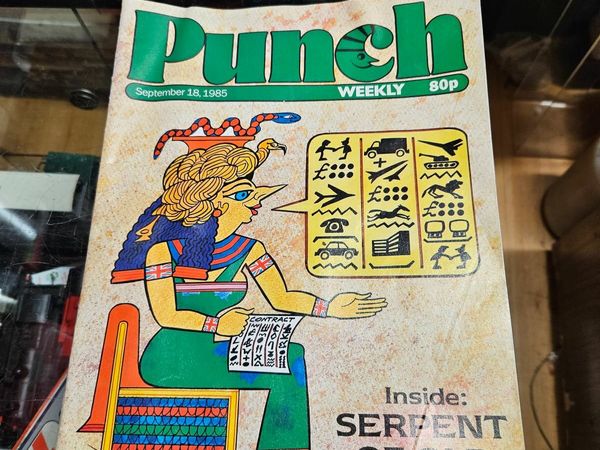 Punch
September 18, 1985 WEEKLY 80p
£
£
£
£
CONTRACT
Inside:
SERPENT